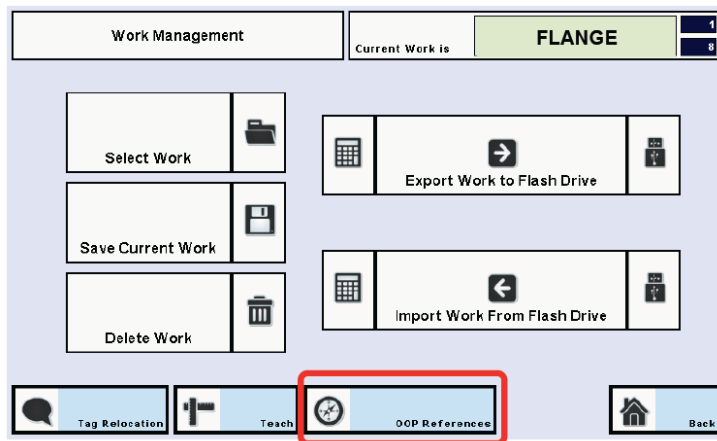 Work Management
Current Work is
FLANGE
1
8
Select Work
Export Work to Flash Drive
Save Current Work
Import Work From Flash Drive
Delete Work
Tag Relocation
Teach
OOP References
Back